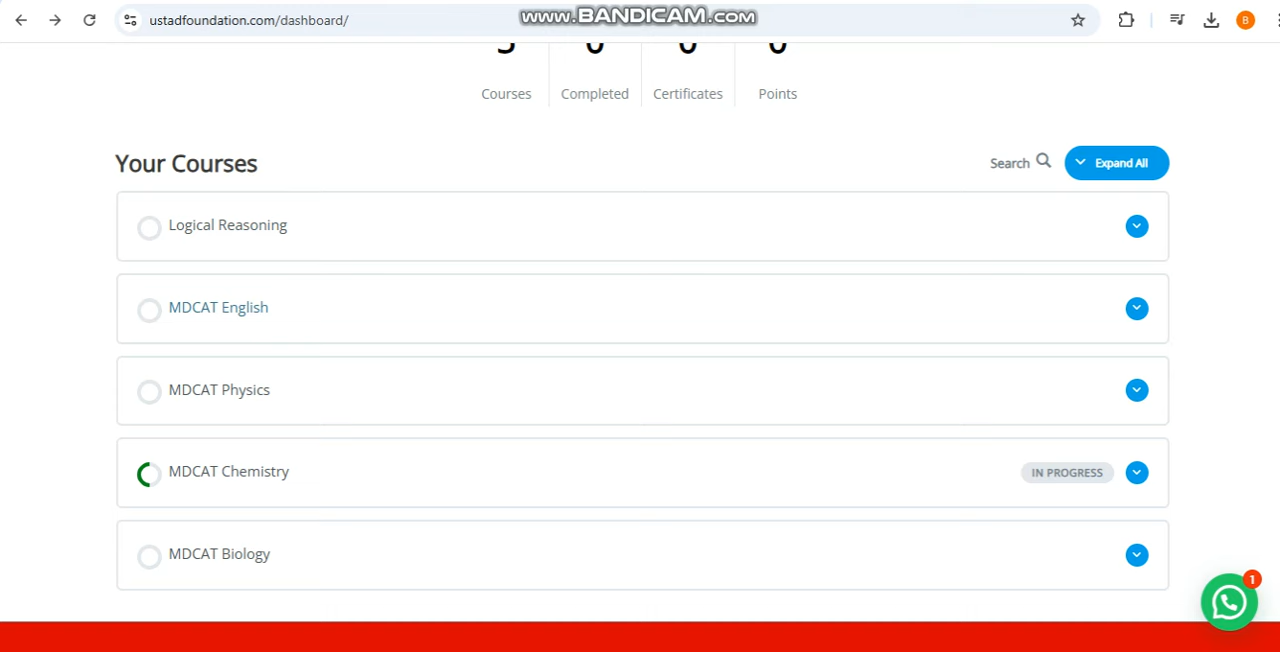 ustadfoundation.com/dashboard/
WWW.BANDICAM.COM
B
Courses
Completed
Certificates
Points
Your Courses
Search
Expand All
Logical Reasoning
MDCAT English
MDCAT Physics
MDCAT Chemistry
IN PROGRESS
MDCAT Biology
1